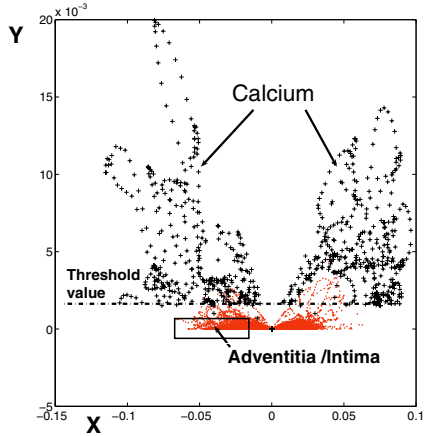 Y
x 10⁻³
20
15
10
5
0
−5
Calcium
Threshold
value
Adventitia /Intima
−0.15
−0.1
−0.05
0
0.05
0.1
X